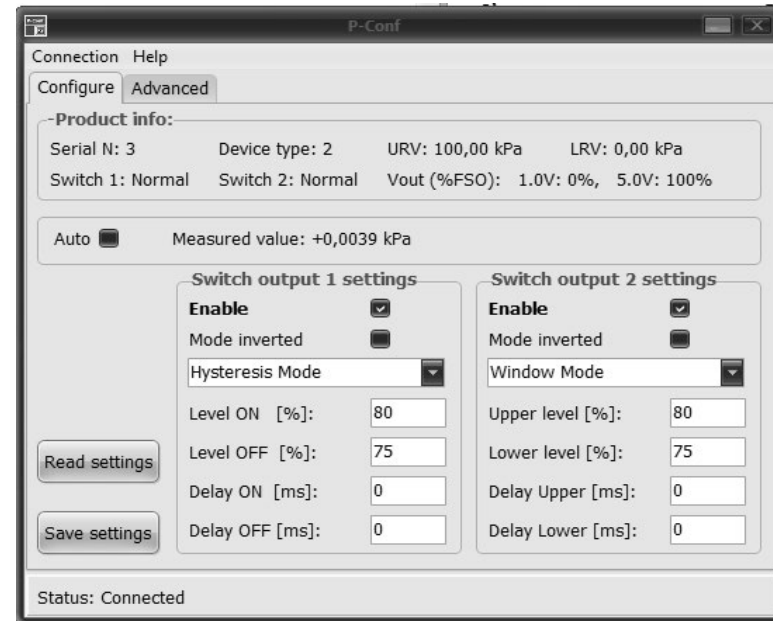 P-Conf
Connection Help
Configure Advanced
-Product info:
Serial N: 3 Device type: 2 URV: 100,00 kPa LRV: 0,00 kPa
Switch 1: Normal Switch 2: Normal Vout (%FSO): 1.0V: 0%, 5.0V: 100%
Auto Measured value: +0,0039 kPa
Switch output 1 settings
Enable
Mode inverted
Hysteresis Mode
Level ON [%]: 80
Level OFF [%]: 75
Delay ON [ms]: 0
Delay OFF [ms]: 0
Switch output 2 settings
Enable
Mode inverted
Window Mode
Upper level [%]: 80
Lower level [%]: 75
Delay Upper [ms]: 0
Delay Lower [ms]: 0
Read settings
Save settings
Status: Connected